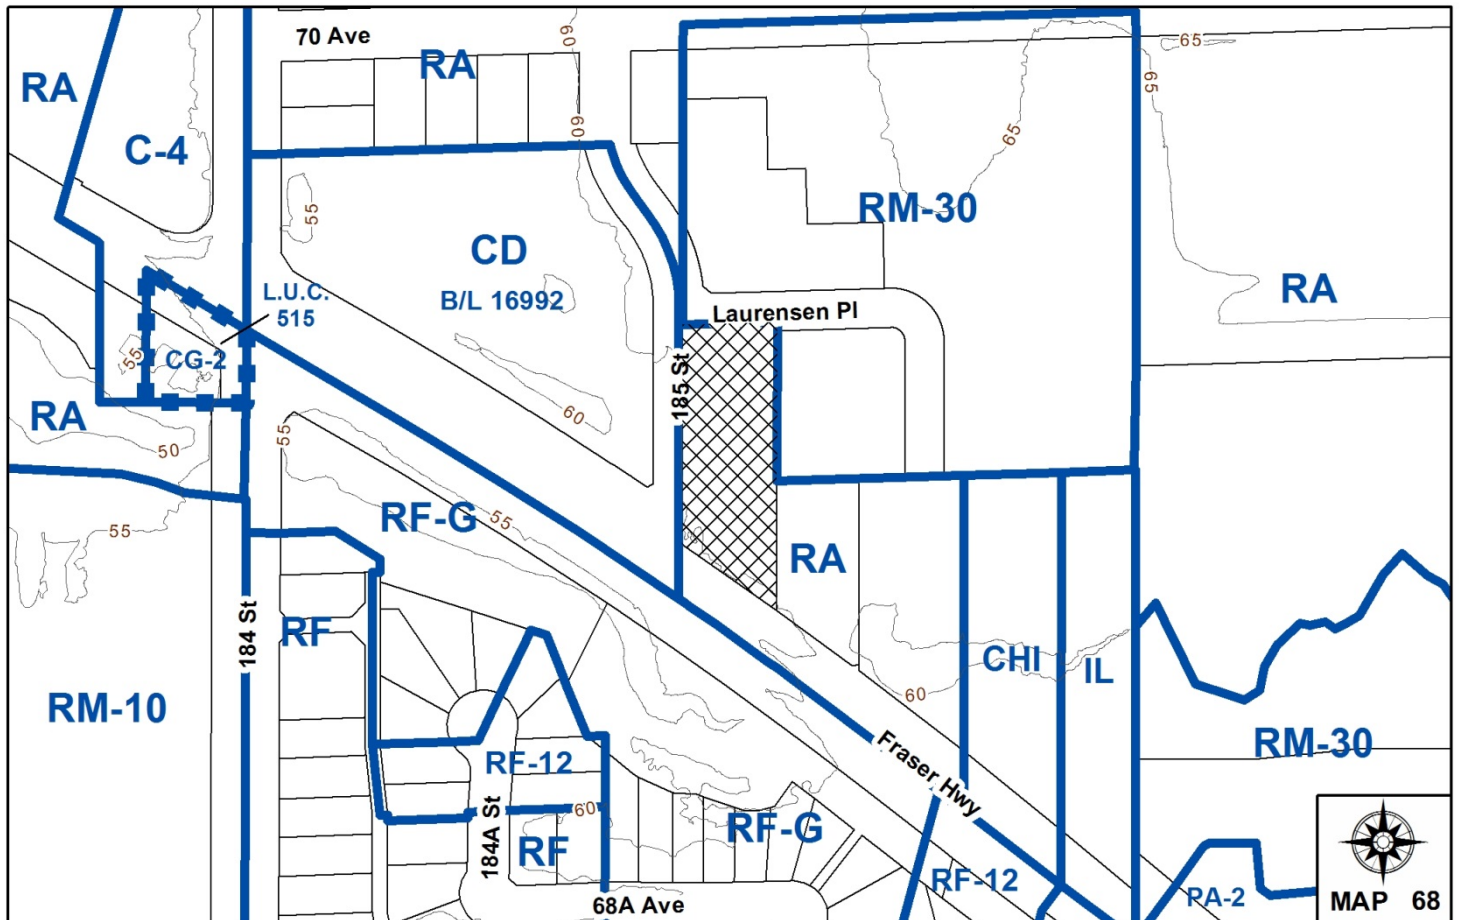 70 Ave
RA
RA
C-4
60
60
65
65
65
RM-30
55
CD
B/L 16992
L.U.C.
515
RA
Laurensen Pl
55
CG-2
185 St
60
RA
50
55
55
RF-G
55
RA
184 St
RF
RM-10
CHI
IL
60
RM-30
RF-12
Fraser Hwy
184A St
60
RF
RF-G
RF-12
PA-2
68A Ave
MAP 68